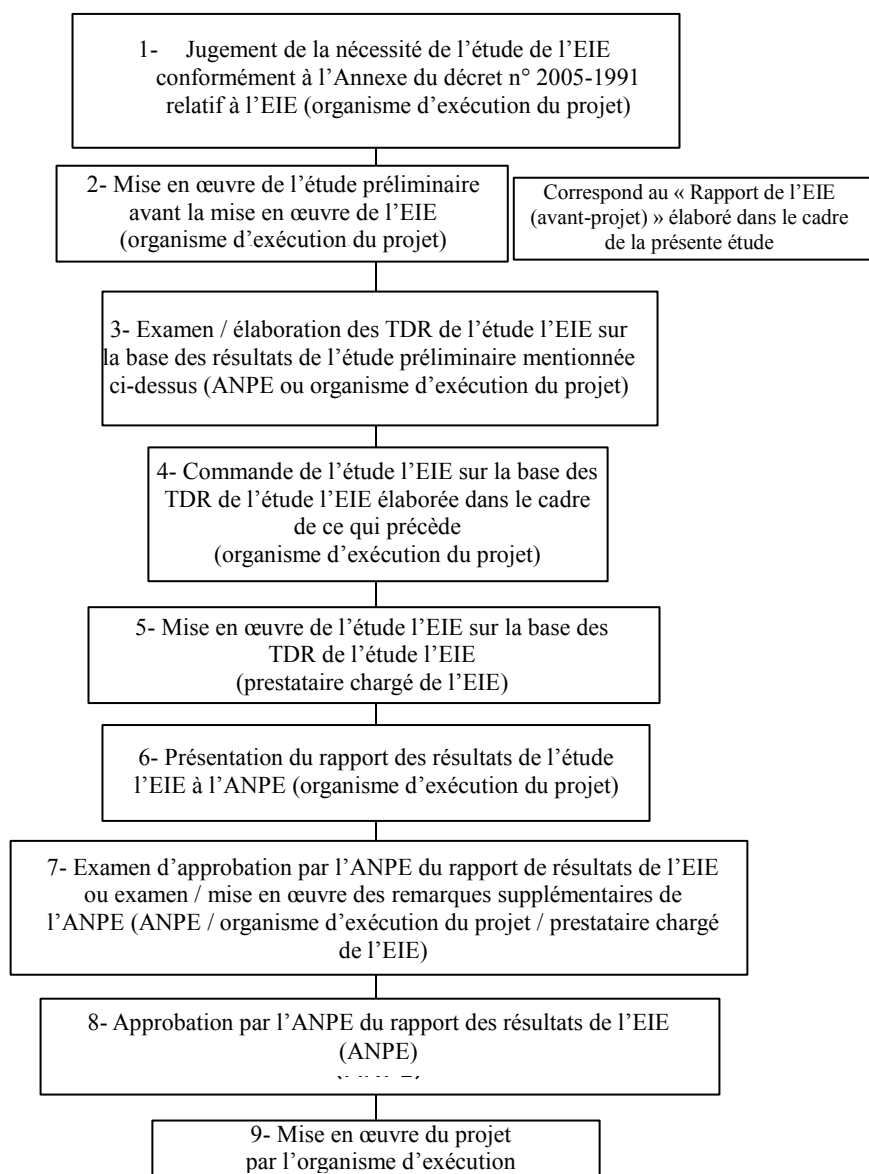 1- Jugement de la nécessité de l’étude de l’EIE
conformément à l’Annexe du décret n° 2005-1991
relatif à l’EIE (organisme d’exécution du projet)
2- Mise en œuvre de l’étude préliminaire
avant la mise en œuvre de l’EIE
(organisme d’exécution du projet)
Correspond au « Rapport de l’EIE
(avant-projet) » élaboré dans le cadre
de la présente étude
3- Examen / élaboration des TDR de l’étude l’EIE sur
la base des résultats de l’étude préliminaire mentionnée
ci-dessus (ANPE ou organisme d’exécution du projet)
4- Commande de l’étude l’EIE sur la base des
TDR de l’étude l’EIE élaborée dans le cadre
de ce qui précède
(organisme d’exécution du projet)
5- Mise en œuvre de l’étude l’EIE sur la base des
TDR de l’étude l’EIE
(prestataire chargé de l’EIE)
6- Présentation du rapport des résultats de l’étude
l’EIE à l’ANPE (organisme d’exécution du projet)
7- Examen d’approbation par l’ANPE du rapport de résultats de l’EIE
ou examen / mise en œuvre des remarques supplémentaires de
l’ANPE (ANPE / organisme d’exécution du projet / prestataire chargé
de l’EIE)
8- Approbation par l’ANPE du rapport des résultats de l’EIE
(ANPE)
9- Mise en œuvre du projet
par l’organisme d’exécution